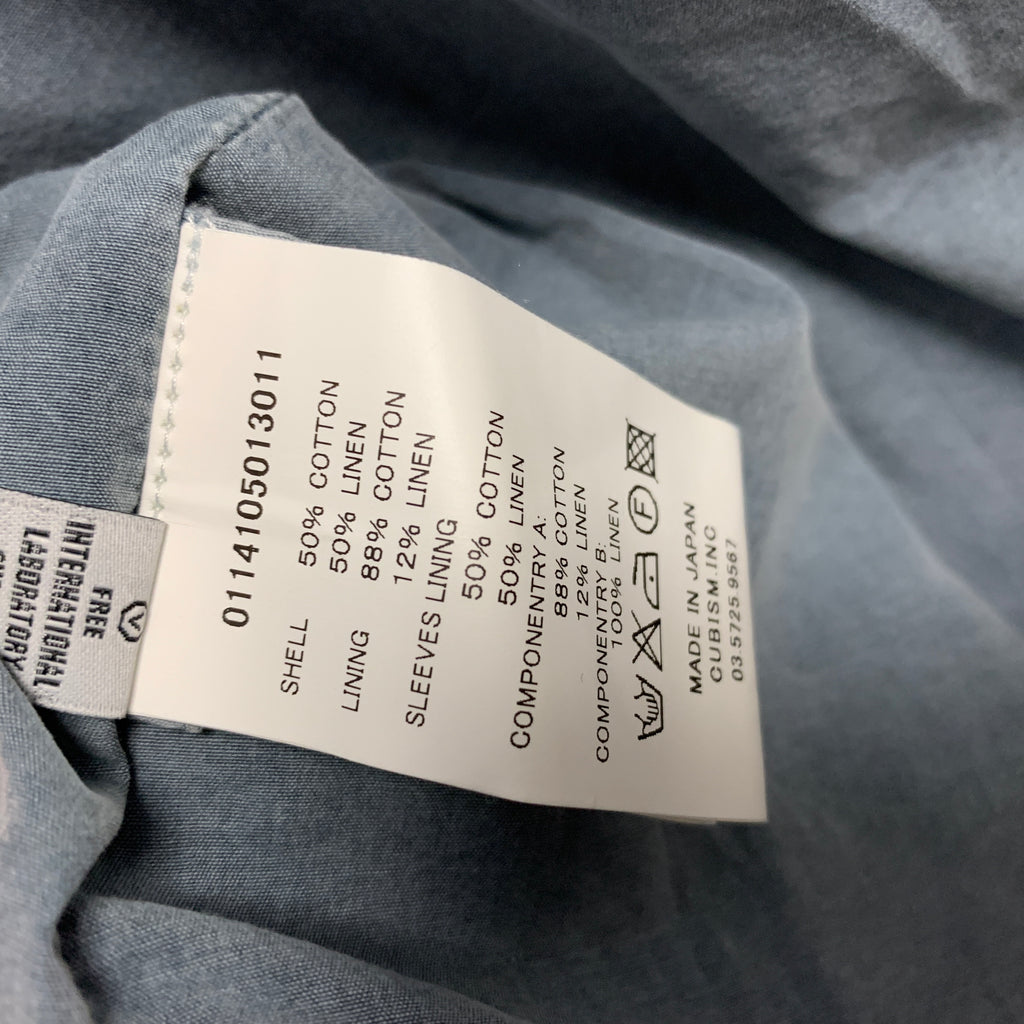 0114105013011
SHELL
50% COTTON
50% LINEN
LINING
88% COTTON
12% LINEN
SLEEVES LINING
50% COTTON
50% LINEN
COMPONENTRY A:
88% COTTON
12% LINEN
COMPONENTRY B:
100% LINEN
F
MADE IN JAPAN
CUBISM.INC
03.5725.9567
FREE
INTERNATIONAL
LABORATORY